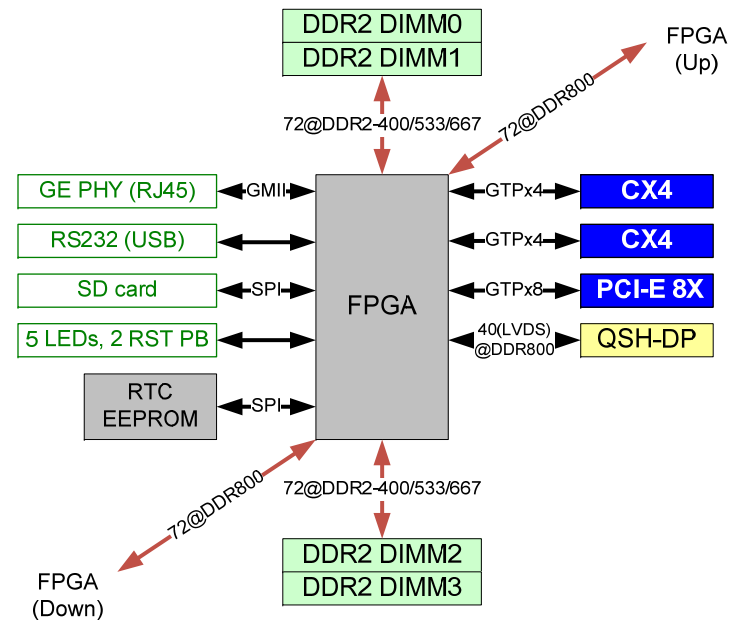 DDR2 DIMM0
DDR2 DIMM1
FPGA
(Up)
72@DDR2-400/533/667
72@DDR800
GE PHY (RJ45)
GMII
GTPx4
CX4
RS232 (USB)
GTPx4
CX4
SD card
SPI
GTPx8
PCI-E 8X
FPGA
5 LEDs, 2 RST PB
40(LVDS)
@DDR800
QSH-DP
RTC
EEPROM
SPI
72@DDR800
72@DDR2-400/533/667
DDR2 DIMM2
DDR2 DIMM3
FPGA
(Down)